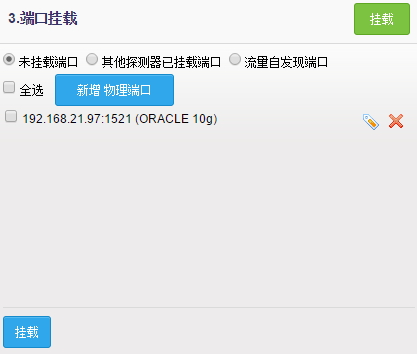 3.端口挂载 挂载
未挂载端口 其他探测器已挂载端口 流量自发现端口
全选 新增 物理端口
192.168.21.97:1521 (ORACLE 10g)
挂载